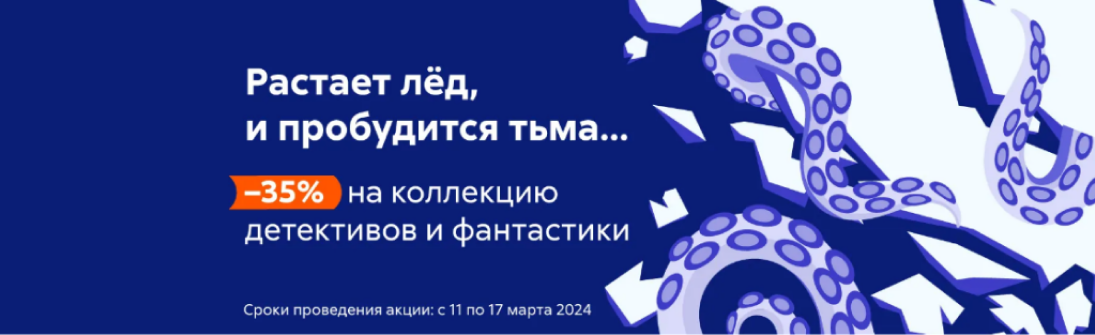 Растает лёд,
и пробудится тьма...
–35% на коллекцию
детективов и фантастики
Сроки проведения акции: с 11 по 17 марта 2024